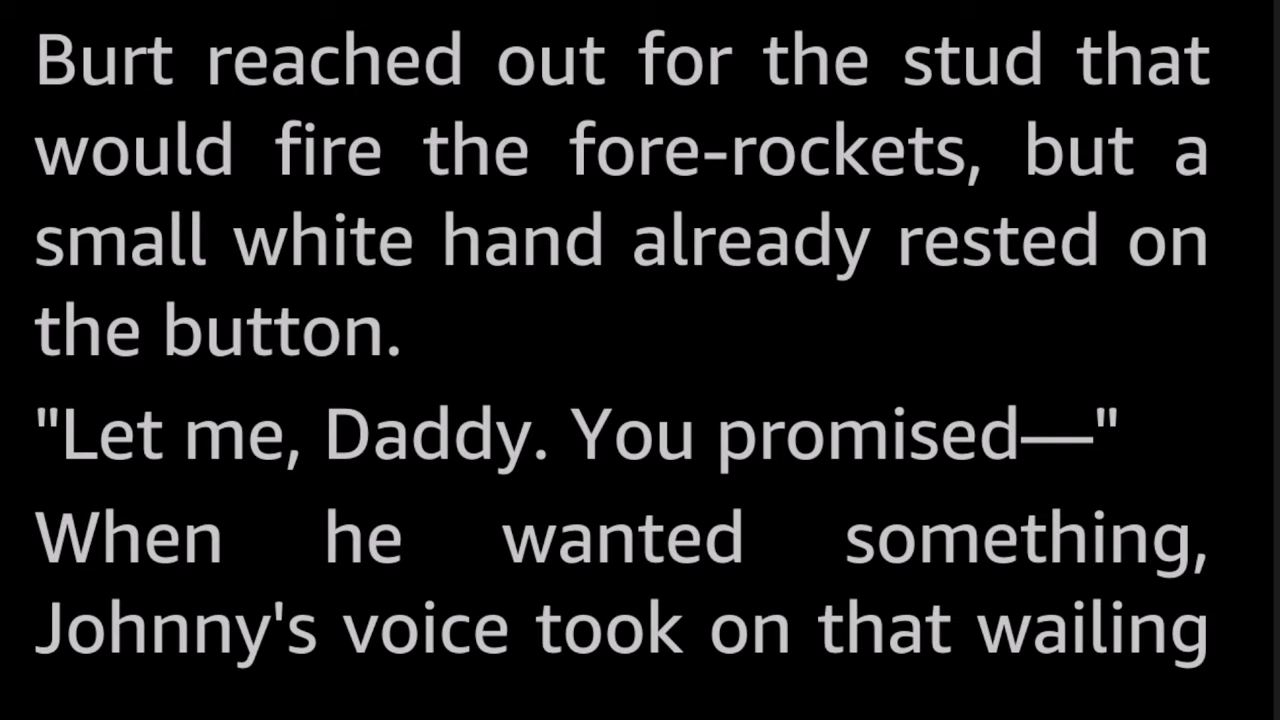 Burt reached out for the stud that
would fire the fore-rockets, but a
small white hand already rested on
the button.
"Let me, Daddy. You promised—"
When he wanted something,
Johnny's voice took on that wailing